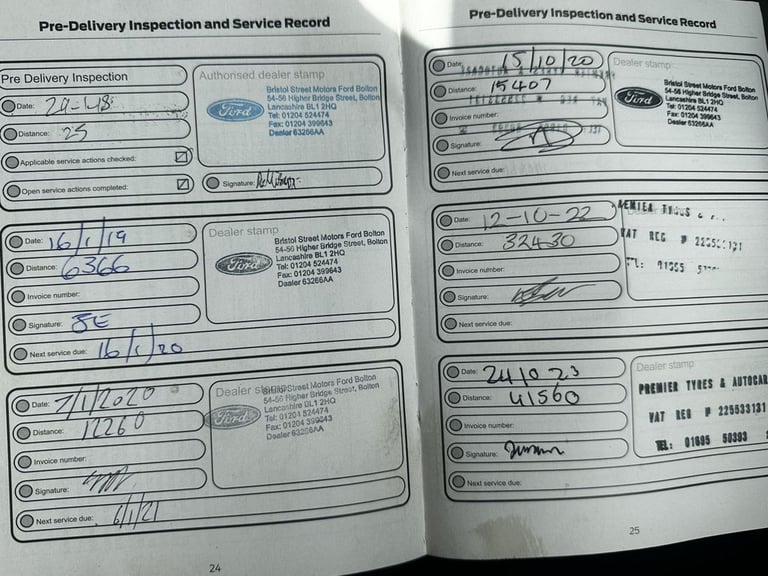 Pre-Delivery Inspection and Service Record
Pre Delivery Inspection
Date:
Distance: 25
Applicable service actions checked:
Open service actions completed:
Authorised dealer stamp
Ford
Bristol Street Motors Ford Bolton
54-56 Higher Bridge Street, Bolton
Lancashire BL1 2HQ
Tel: 01204 524474
Fax: 01204 399643
Dealer 63266AA
Signature:
Date: 16/1/19
Distance: 6366
Invoice number:
Signature: JE
Next service due: 16/1/20
Dealer stamp
Ford
Bristol Street Motors Ford Bolton
54-56 Higher Bridge Street, Bolton
Lancashire BL1 2HQ
Tel: 01204 524474
Fax: 01204 399643
Dealer 63266AA
Date: 7/1/2020
Distance: 12260
Invoice number:
Signature:
Next service due: 6/1/21
Dealer stamp
Ford
Bristol Street Motors Ford Bolton
54-56 Higher Bridge Street, Bolton
Lancashire BL1 2HQ
Tel: 01204 524474
Fax: 01204 399643
Dealer 63266AA
24
Pre-Delivery Inspection and Service Record
Date: 15/10/20
Distance: 15407
Invoice number:
Signature:
Next service due:
Dealer stamp
Ford
Bristol Street Motors Ford Bolton
54-56 Higher Bridge Street, Bolton
Lancashire BL1 2HQ
Tel: 01204 524474
Fax: 01204 399643
Dealer 63266AA
Date: 12-10-22
Distance: 32430
Invoice number:
Signature:
Next service due:
VAT REG #
Date: 24 10 23
Distance: 41560
Invoice number:
Signature:
Next service due:
Dealer stamp
PREMIER TYRES & AUTOCAR
VAT REG # 225533131
TEL: 01695 50393
25